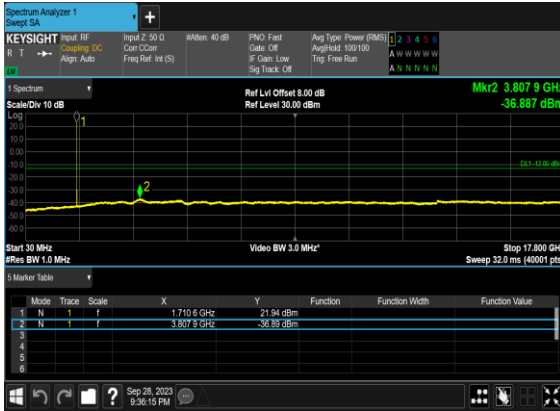 Spectrum Analyzer 1
Swept SA
+
KEYSIGHT Input: RF Input Z: 50 Ω #Atten: 40 dB PNO: Fast Avg Type: Power (RMS) 1 2 3 4 5 6
R T Coupling: DC Corr CCorr Gate: Off Avg|Hold: 100/100 A W W W W W
Align: Auto Freq Ref: Int (S) IF Gain: Low Trig: Free Run
Sig Track: Off A N N N N N
1 Spectrum
Scale/Div 10 dB
Ref Lvl Offset 8.00 dB
Ref Level 30.00 dBm
Mkr2 3.807 9 GHz
-36.887 dBm
Log
20.0
10.0
0.00
-10.0
-20.0
-30.0
-40.0
-50.0
-60.0
1
2
DL1 -13.00 dBm
Start 30 MHz Video BW 3.0 MHz* Stop 17.800 GHz
#Res BW 1.0 MHz Sweep 32.0 ms (40001 pts)
5 Marker Table
Mode Trace Scale X Y Function Function Width Function Value
1 N 1 f 1.710 6 GHz 21.94 dBm
2 N 1 f 3.807 9 GHz -36.89 dBm
3
4
5
6
?
Sep 28, 2023
9:36:15 PM